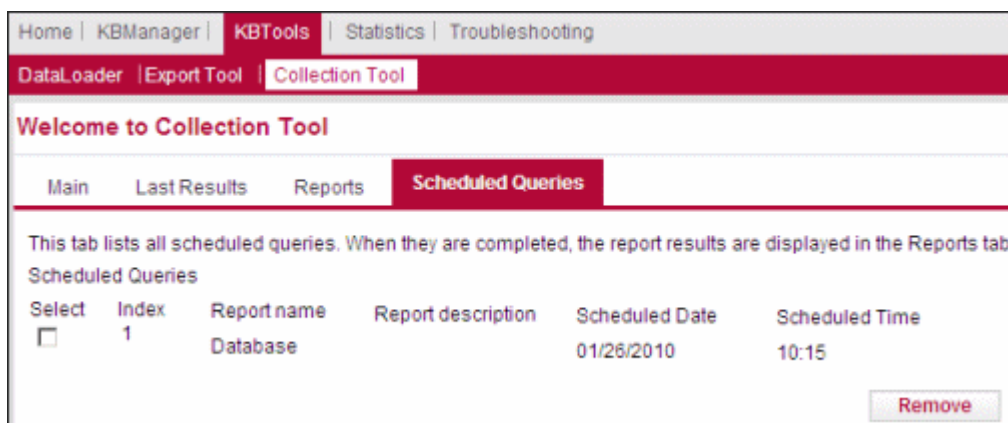 Home | KBManager | KBTools | Statistics | Troubleshooting
DataLoader | Export Tool | Collection Tool
Welcome to Collection Tool
Main Last Results Reports Scheduled Queries
This tab lists all scheduled queries. When they are completed, the report results are displayed in the Reports tab
Scheduled Queries
Select Index Report name Report description Scheduled Date Scheduled Time
1 Database 01/26/2010 10:15
Remove